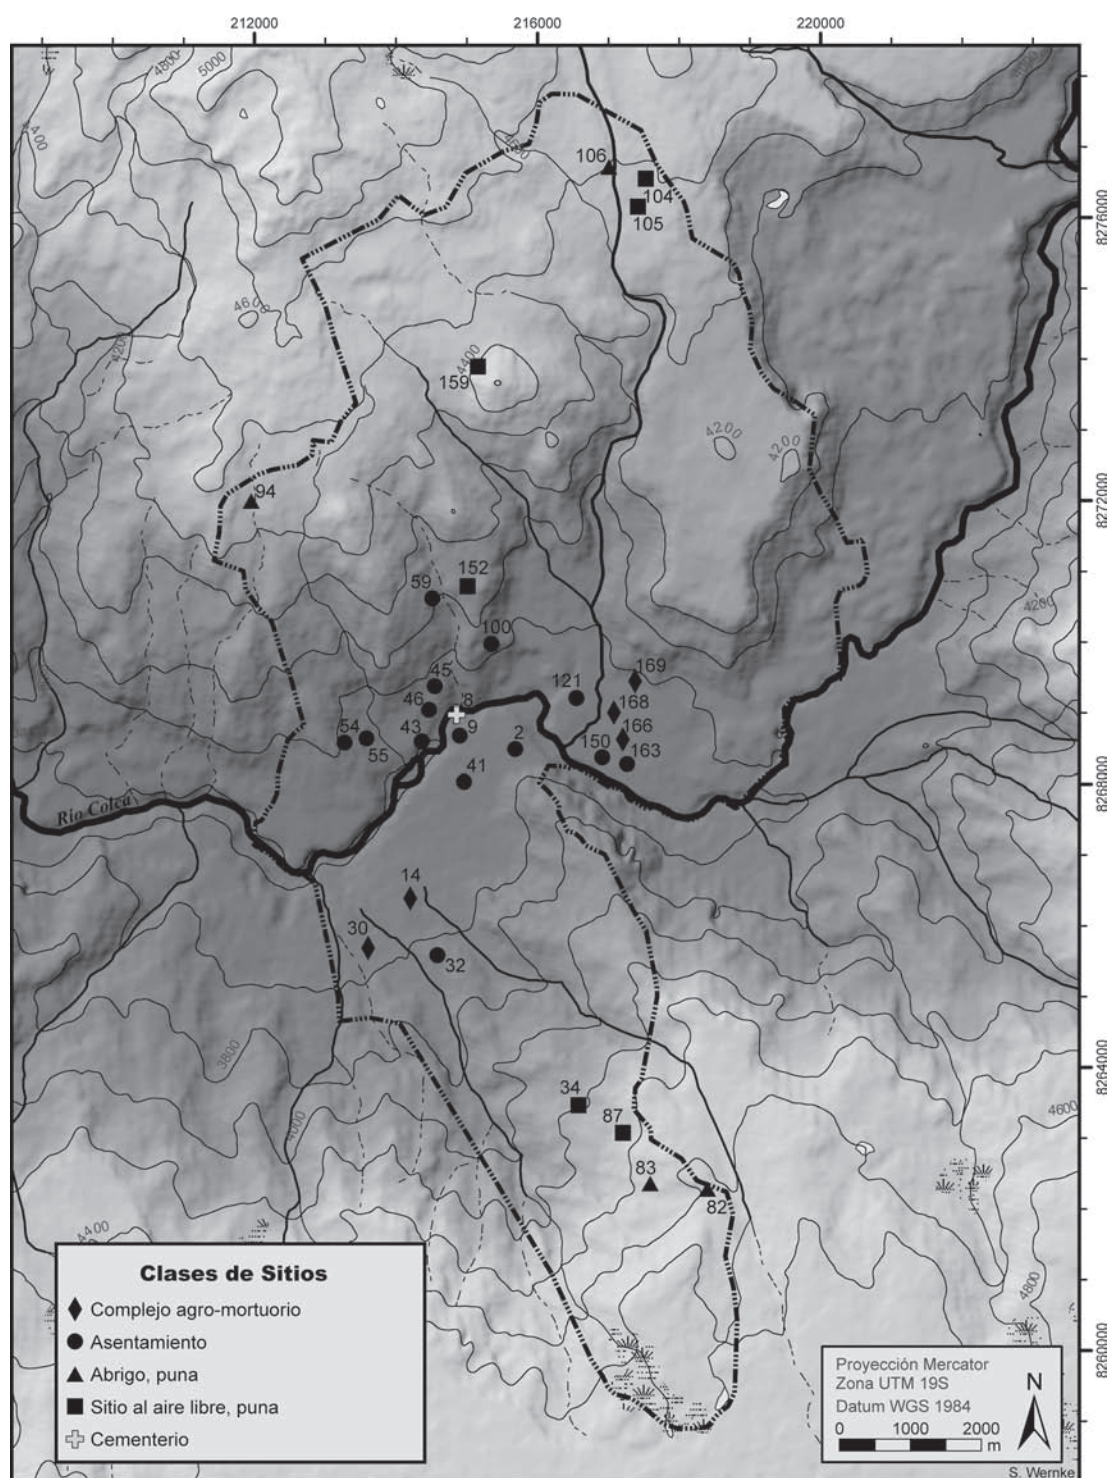 212000 216000 220000
4800 5000
4400
106
104
105
8276000
4600
4200
4400
159
4200
4200
94
8272000
152
59
4200
100
169
45
121
168
46
8
166
54 55 43 9 2 150 163
41
8268000
Río Colca
14
30
32
3800
8264000
34
87
4600
4000
83
82
4400
4800
8260000
Clases de Sitios
Complejo agro-mortuorio
Asentamiento
Abrigo, puna
Sitio al aire libre, puna
Cementerio
Proyección Mercator
Zona UTM 19S
Datum WGS 1984
N
0 1000 2000
m
S. Wernke